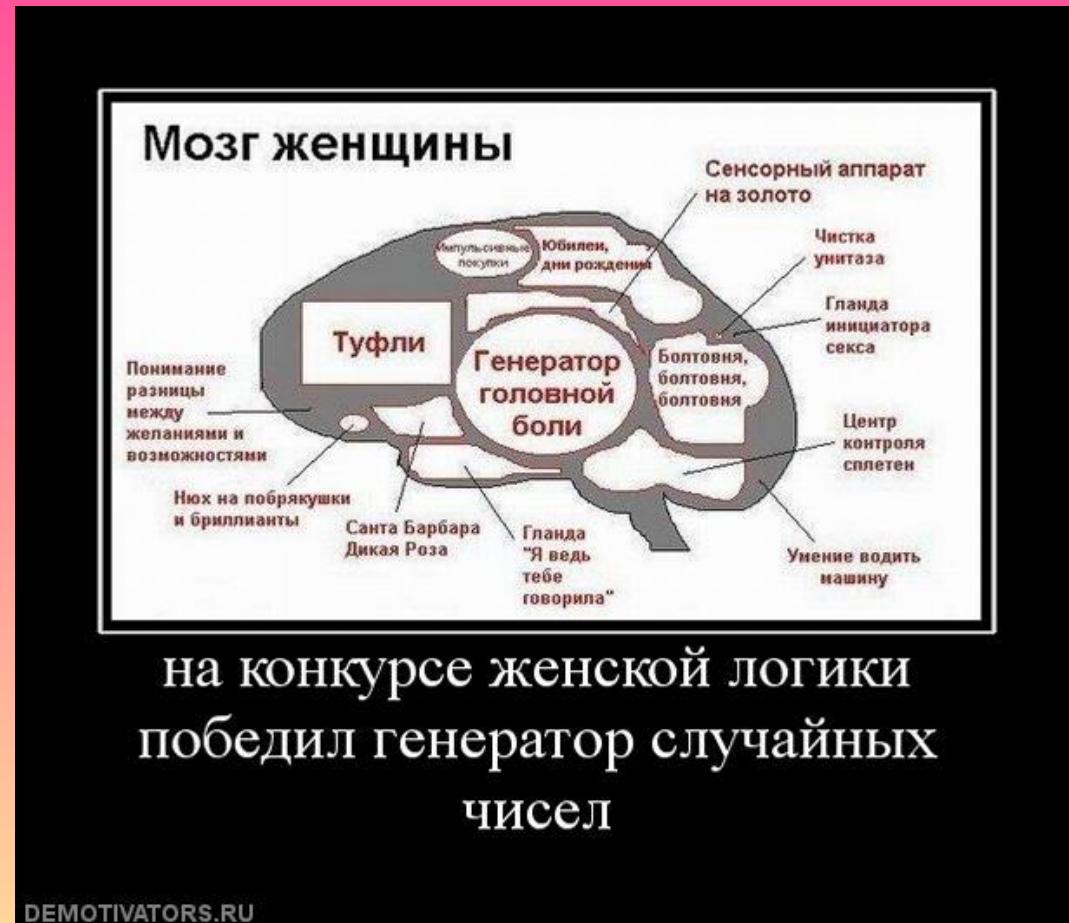 Мозг женщины
Сенсорный аппарат
на золото
Импульсивные
покупки
Юбилеи,
дни рождения
Чистка
унитаза
Гланда
инициатора
секса
Туфли
Генератор
головной
боли
Болтовня,
болтовня,
болтовня
Понимание
разницы
между
желаниями и
возможностями
Центр
контроля
сплетен
Нюх на побрякушки
и бриллианты
Санта Барбара
Дикая Роза
Гланда
"Я ведь
тебе
говорила"
Умение водить
машину
на конкурсе женской логики
победил генератор случайных
чисел
DEMOTIVATORS.RU